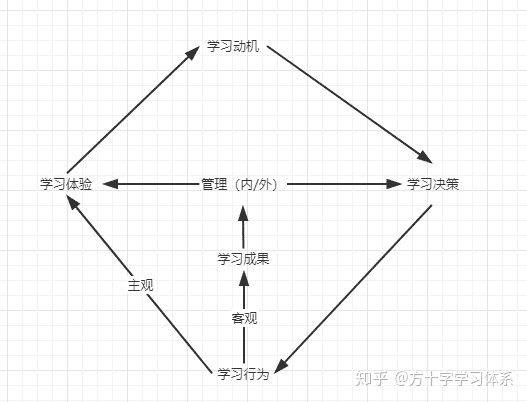 学习动机
学习体验
管理（内/外）
学习决策
学习成果
主观
客观
学习行为
知乎 @方十字学习体系